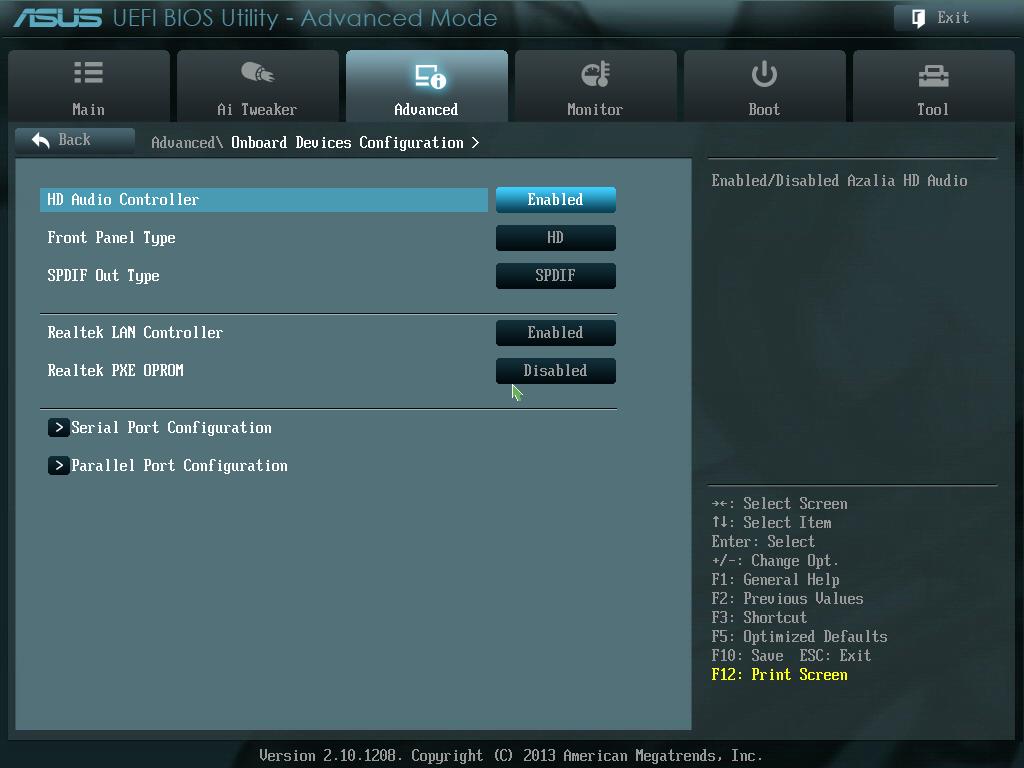 ASUS UEFI BIOS Utility - Advanced Mode
Exit
Main
Ai Tweaker
Advanced
Monitor
Boot
Tool
Back
Advanced\ Onboard Devices Configuration >
HD Audio Controller Enabled
Front Panel Type HD
SPDIF Out Type SPDIF
Realtek LAN Controller Enabled
Realtek PXE OPROM Disabled
> Serial Port Configuration
> Parallel Port Configuration
Enabled/Disabled Azalia HD Audio
→←: Select Screen
↑↓: Select Item
Enter: Select
+/-: Change Opt.
F1: General Help
F2: Previous Values
F3: Shortcut
F5: Optimized Defaults
F10: Save  ESC: Exit
F12: Print Screen
Version 2.10.1208. Copyright (C) 2013 American Megatrends, Inc.